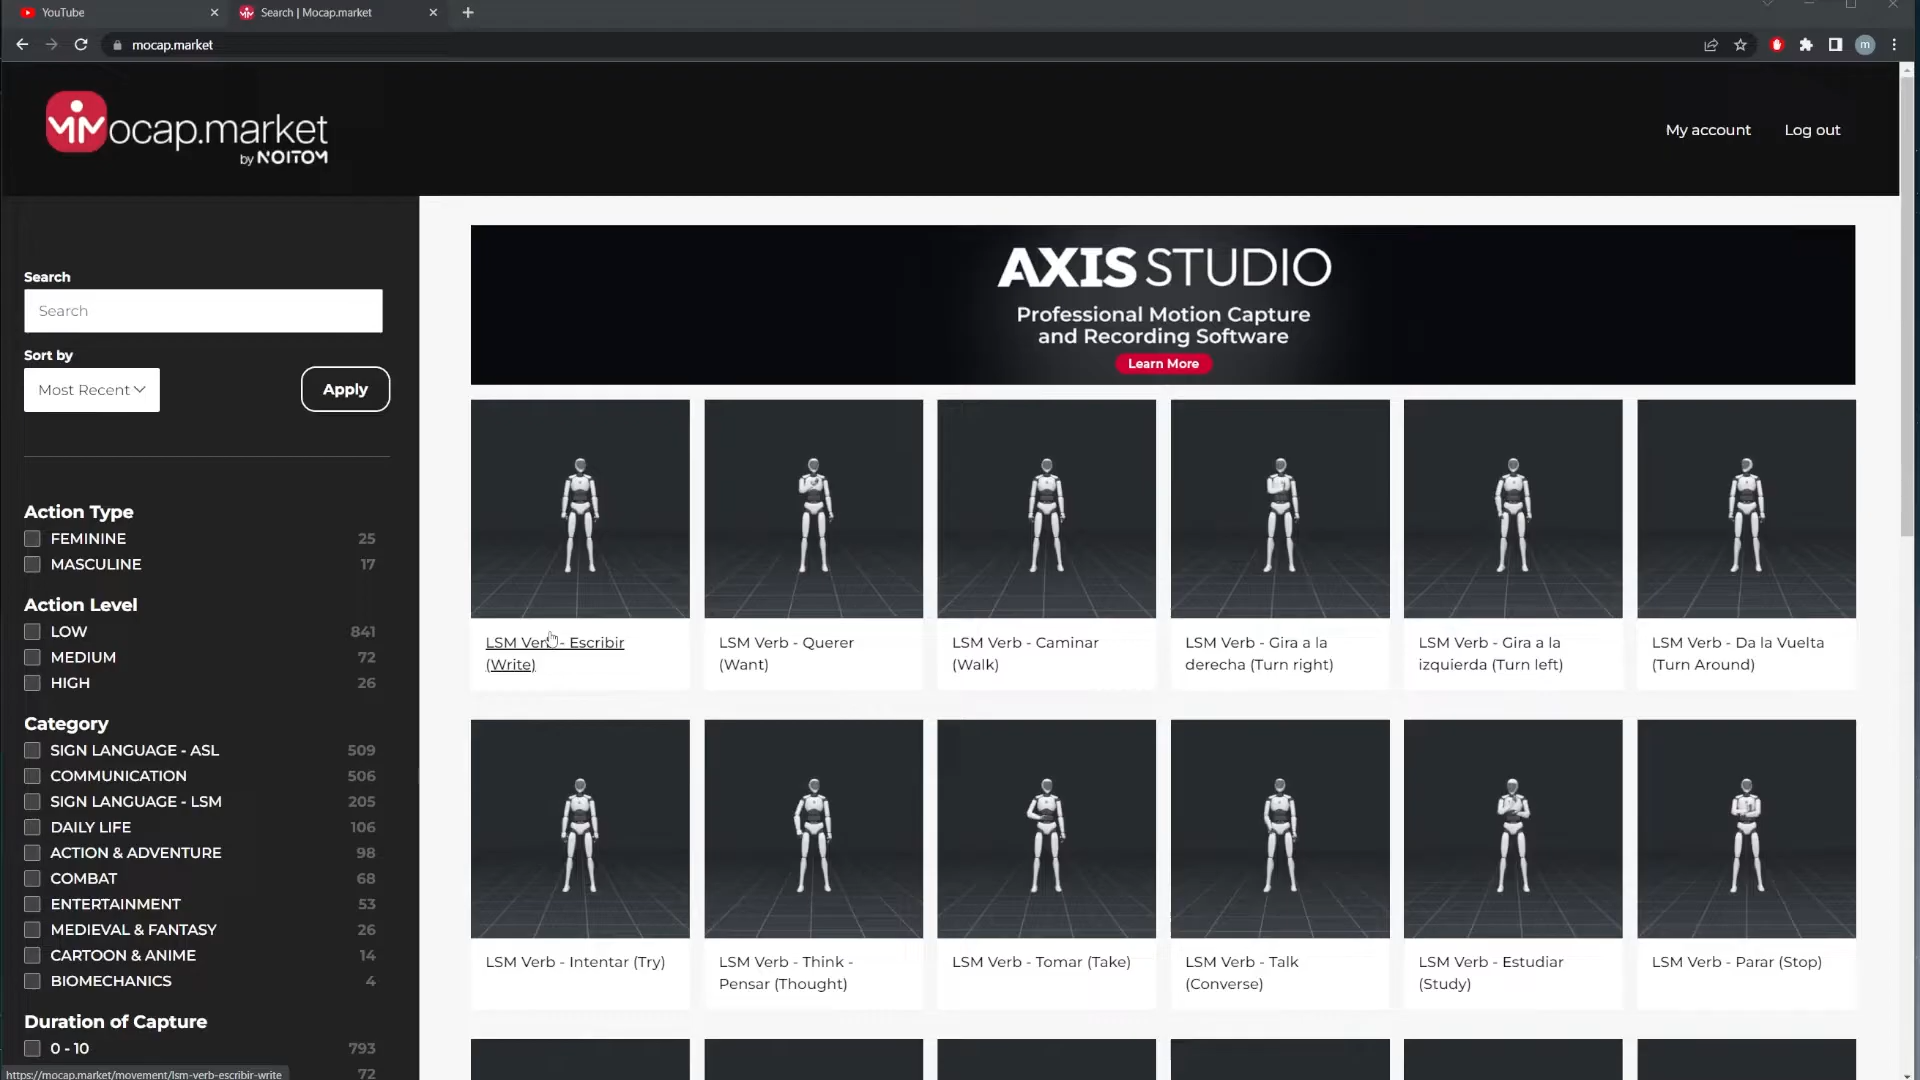 YouTube
Search | Mocap.market
mocap.market
m
Mocap.market
by NOITOM
My account
Log out
Search
Search
Sort by
Most Recent
Apply
Action Type
FEMININE 25
MASCULINE 17
Action Level
LOW 841
MEDIUM 72
HIGH 26
Category
SIGN LANGUAGE - ASL 509
COMMUNICATION 506
SIGN LANGUAGE - LSM 205
DAILY LIFE 106
ACTION & ADVENTURE 98
COMBAT 68
ENTERTAINMENT 53
MEDIEVAL & FANTASY 26
CARTOON & ANIME 14
BIOMECHANICS 4
Duration of Capture
0 - 10 793
72
https://mocap.market/movement/lsm-verb-escribir-write
AXIS STUDIO
Professional Motion Capture
and Recording Software
Learn More
LSM Verb - Escribir
(Write)
LSM Verb - Querer
(Want)
LSM Verb - Caminar
(Walk)
LSM Verb - Gira a la
derecha (Turn right)
LSM Verb - Gira a la
izquierda (Turn left)
LSM Verb - Da la Vuelta
(Turn Around)
LSM Verb - Intentar (Try)
LSM Verb - Think -
Pensar (Thought)
LSM Verb - Tomar (Take)
LSM Verb - Talk
(Converse)
LSM Verb - Estudiar
(Study)
LSM Verb - Parar (Stop)